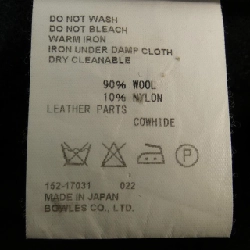 DO NOT WASH
DO NOT BLEACH
WARM IRON
IRON UNDER DAMP CLOTH
DRY CLEANABLE
90% WOOL
10% NYLON
LEATHER PARTS
COWHIDE
P
162-17031 022
MADE IN JAPAN
BOWLES CO., LTD.